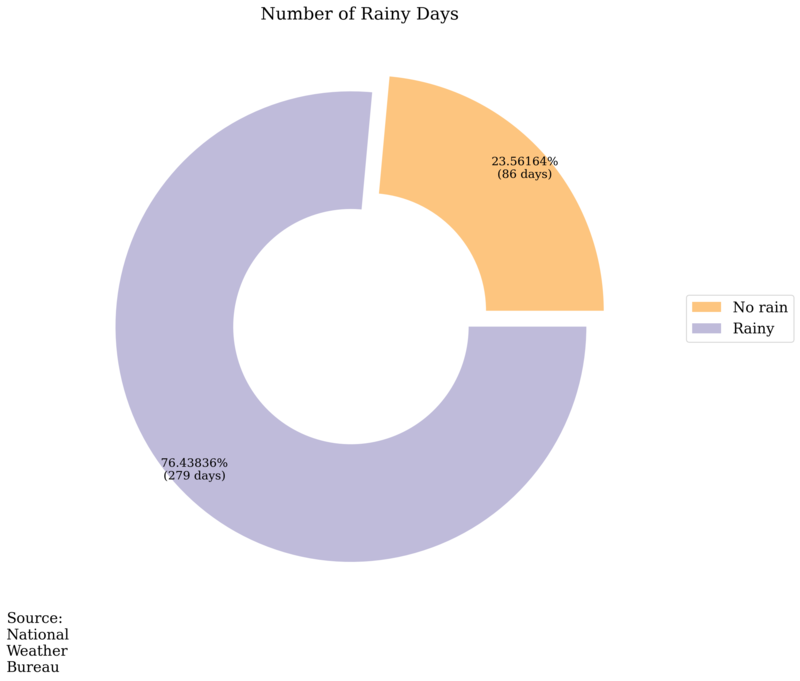 Number of Rainy Days
23.56164%
(86 days)
No rain
Rainy
76.43836%
(279 days)
Source:
National
Weather
Bureau